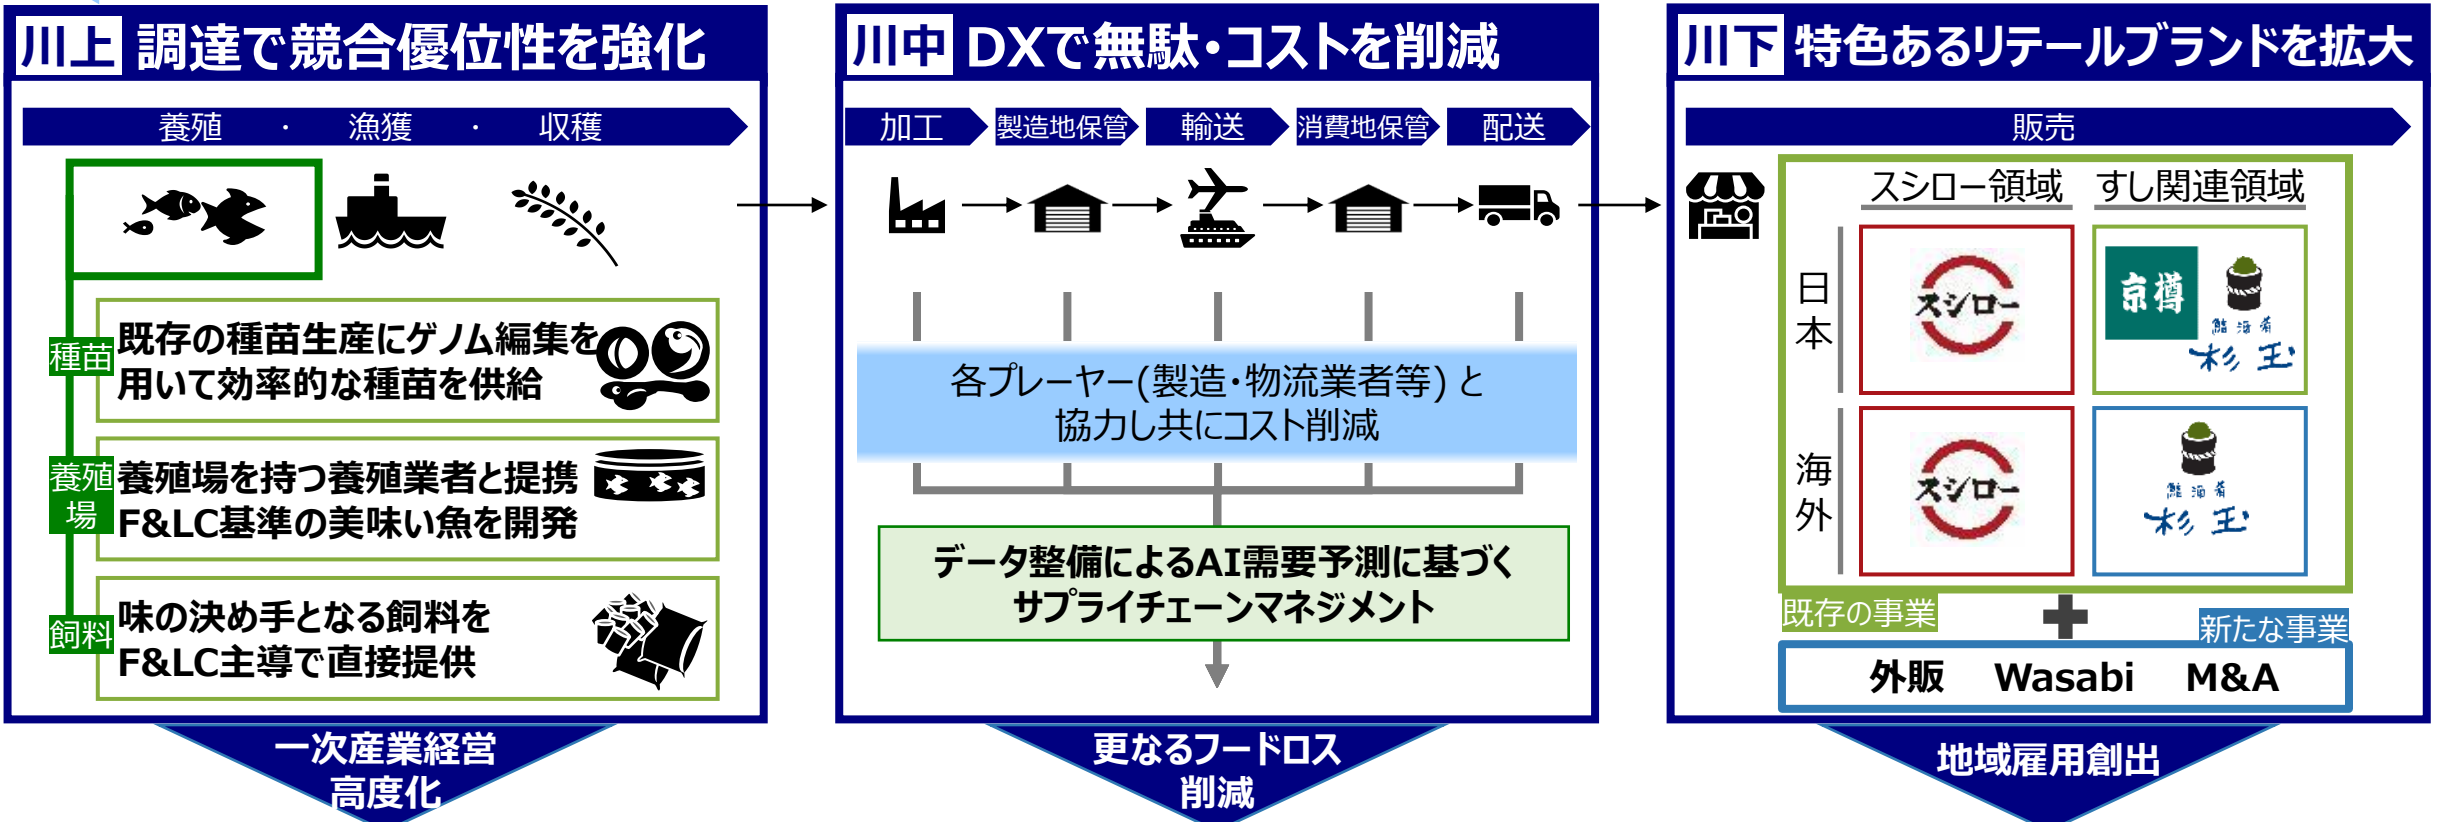 川上 調達で競合優位性を強化
養殖 ・ 漁獲 ・ 収穫
種苗
既存の種苗生産にゲノム編集を
用いて効率的な種苗を供給
養殖
場
養殖場を持つ養殖業者と提携
F&LC基準の美味い魚を開発
飼料
味の決め手となる飼料を
F&LC主導で直接提供
一次産業経営
高度化
川中 DXで無駄・コストを削減
加工 製造地保管 輸送 消費地保管 配送
各プレーヤー(製造・物流業者等) と
協力し共にコスト削減
データ整備によるAI需要予測に基づく
サプライチェーンマネジメント
更なるフードロス
削減
川下 特色あるリテールブランドを拡大
販売
スシロー領域 すし関連領域
日
本
スシロー
京樽
鮨 酒 肴
杉玉
海
外
スシロー
鮨 酒 肴
杉玉
既存の事業
新たな事業
外販 Wasabi M&A
地域雇用創出